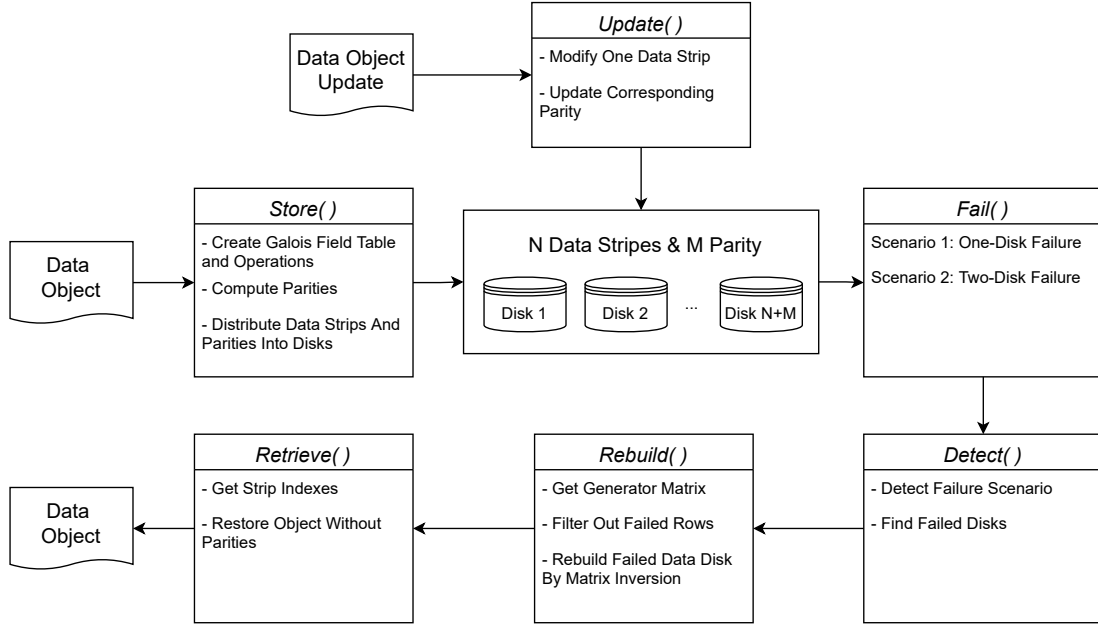 Data Object
Update
Update( )
- Modify One Data Strip
- Update Corresponding
Parity
Data
Object
Store( )
- Create Galois Field Table
and Operations
- Compute Parities
- Distribute Data Strips And
Parities Into Disks
N Data Stripes & M Parity
Disk 1
Disk 2
...
Disk N+M
Fail( )
Scenario 1: One-Disk Failure
Scenario 2: Two-Disk Failure
Data
Object
Retrieve( )
- Get Strip Indexes
- Restore Object Without
Parities
Rebuild( )
- Get Generator Matrix
- Filter Out Failed Rows
- Rebuild Failed Data Disk
By Matrix Inversion
Detect( )
- Detect Failure Scenario
- Find Failed Disks